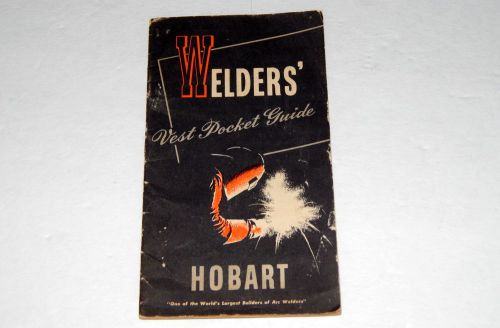 WELDERS'
Vest Pocket Guide
HOBART
"One of the World's Largest Builders of Arc Welders"